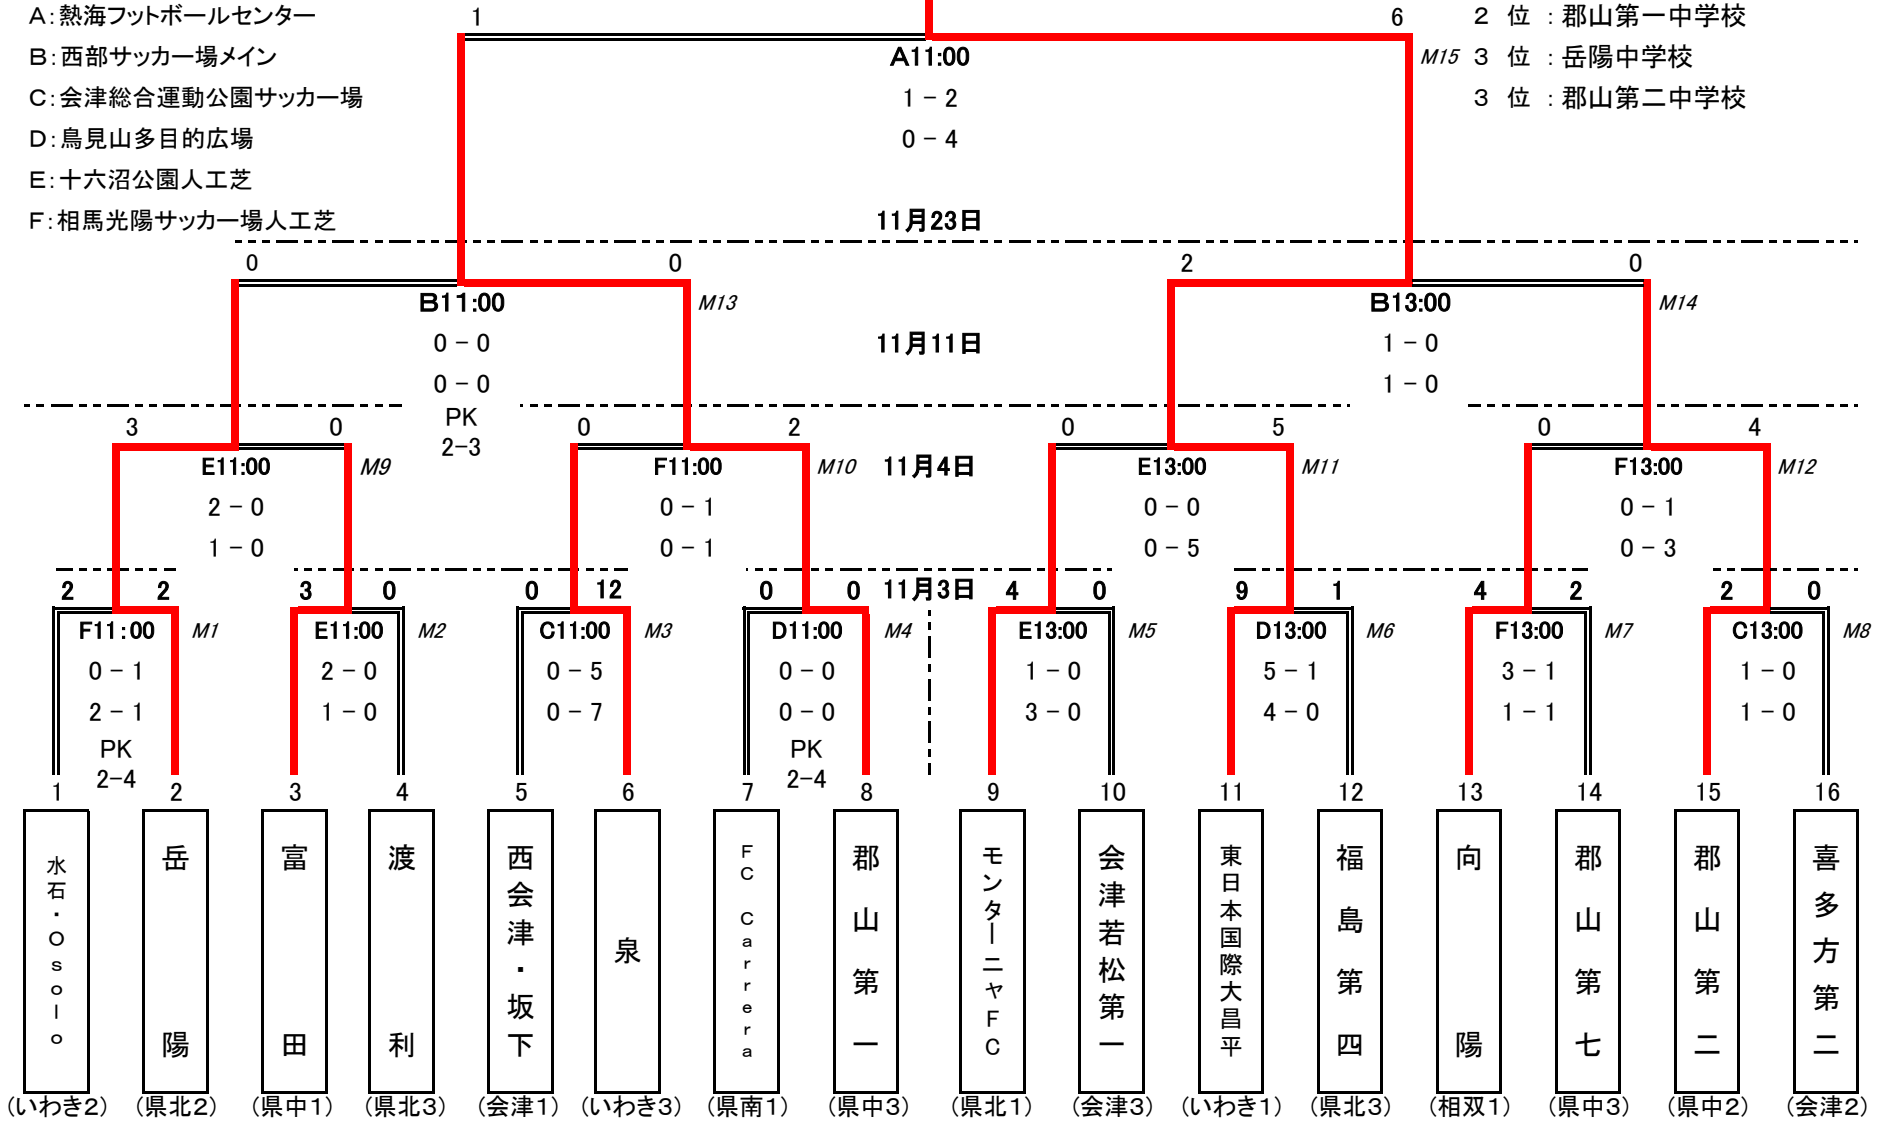 A:熱海フットボールセンター
B:西部サッカー場メイン
C:会津総合運動公園サッカー場
D:鳥見山多目的広場
E:十六沼公園人工芝
F:相馬光陽サッカー場人工芝
1 6
2 位 :郡山第一中学校
3 位 :岳陽中学校
3 位 :郡山第二中学校
A11:00 M15
1-2
0-4
11月23日
0 0 2 0
B11:00 M13 B13:00 M14
0-0 11月11日 1-0
0-0 1-0
PK
2-3
3 0 0 2 0 5 0 4
E11:00 M9 F11:00 M10 11月4日 E13:00 M11 F13:00 M12
2-0 0-1 0-0 0-1
1-0 0-1 0-5 0-3
2 2 3 0 0 12 0 0 11月3日 4 0 9 1 4 2 2 0
F11:00 M1 E11:00 M2 C11:00 M3 D11:00 M4 E13:00 M5 D13:00 M6 F13:00 M7 C13:00 M8
0-1 2-0 0-5 0-0 1-0 5-1 3-1 1-0
2-1 1-0 0-7 0-0 3-0 4-0 1-1 1-0
PK PK
2-4 2-4
1 2 3 4 5 6 7 8 9 10 11 12 13 14 15 16
水石・Osolo
岳陽
富田
渡利
西会津・坂下
泉
FC Carrera
郡山第一
モンターニャFC
会津若松第一
東日本国際大昌平
福島第四
向陽
郡山第七
郡山第二
喜多方第二
(いわき2) (県北2) (県中1) (県北3) (会津1) (いわき3) (県南1) (県中3) (県北1) (会津3) (いわき1) (県北3) (相双1) (県中3) (県中2) (会津2)